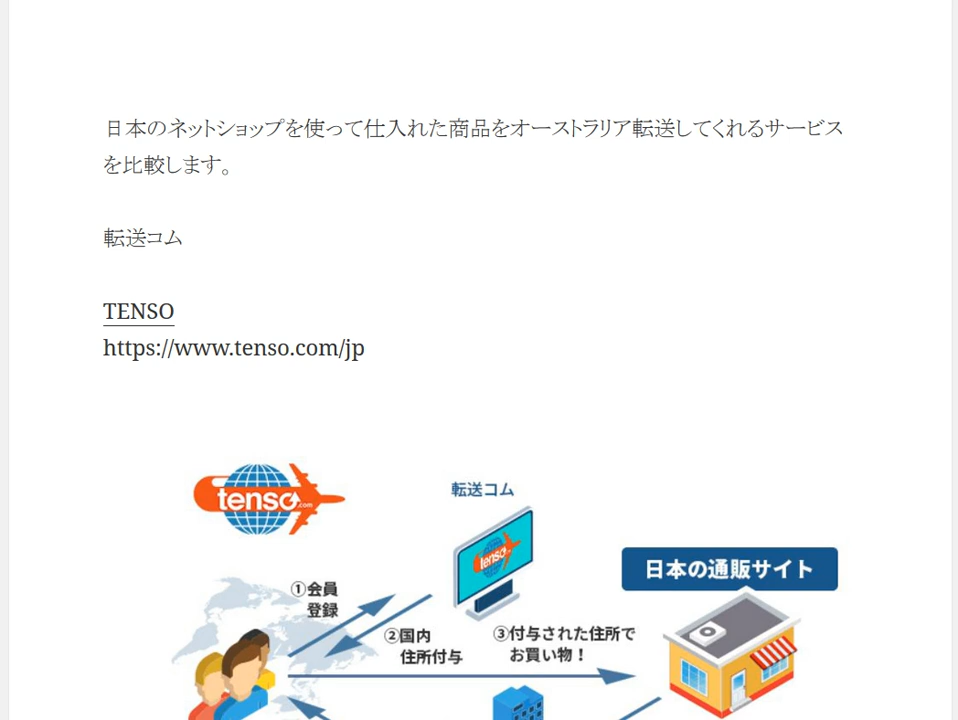 日本のネットショップを使って仕入れた商品をオーストラリア転送してくれるサービス
を比較します。
転送コム
TENSO
https://www.tenso.com/jp
tenso.com
転送コム
tenso
日本の通販サイト
①会員
登録
②国内
住所付与
③付与された住所で
お買い物！